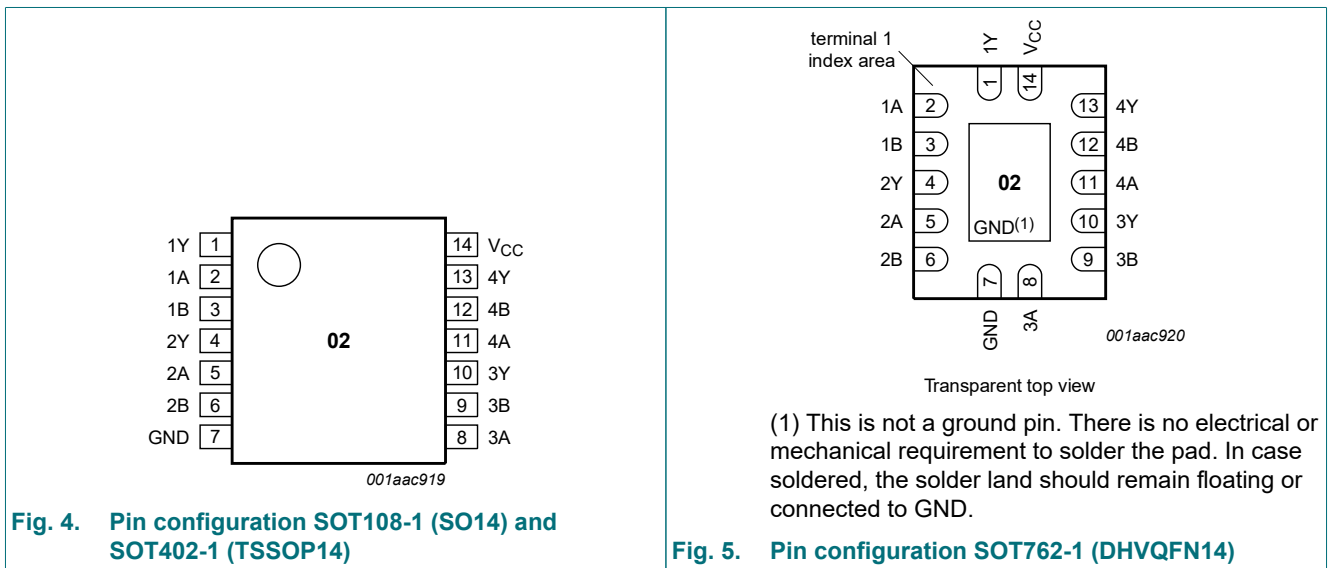 1Y 1
1A 2
1B 3
2Y 4
2A 5
2B 6
GND 7
02
14 VCC
13 4Y
12 4B
11 4A
10 3Y
9 3B
8 3A
001aac919
Fig. 4. Pin configuration SOT108-1 (SO14) and
SOT402-1 (TSSOP14)
terminal 1
index area
1Y
VCC
1
14
1A 2
1B 3
2Y 4
2A 5
2B 6
02
GND(1)
13 4Y
12 4B
11 4A
10 3Y
9 3B
7
8
GND
3A
001aac920
Transparent top view
(1) This is not a ground pin. There is no electrical or
mechanical requirement to solder the pad. In case
soldered, the solder land should remain floating or
connected to GND.
Fig. 5. Pin configuration SOT762-1 (DHVQFN14)